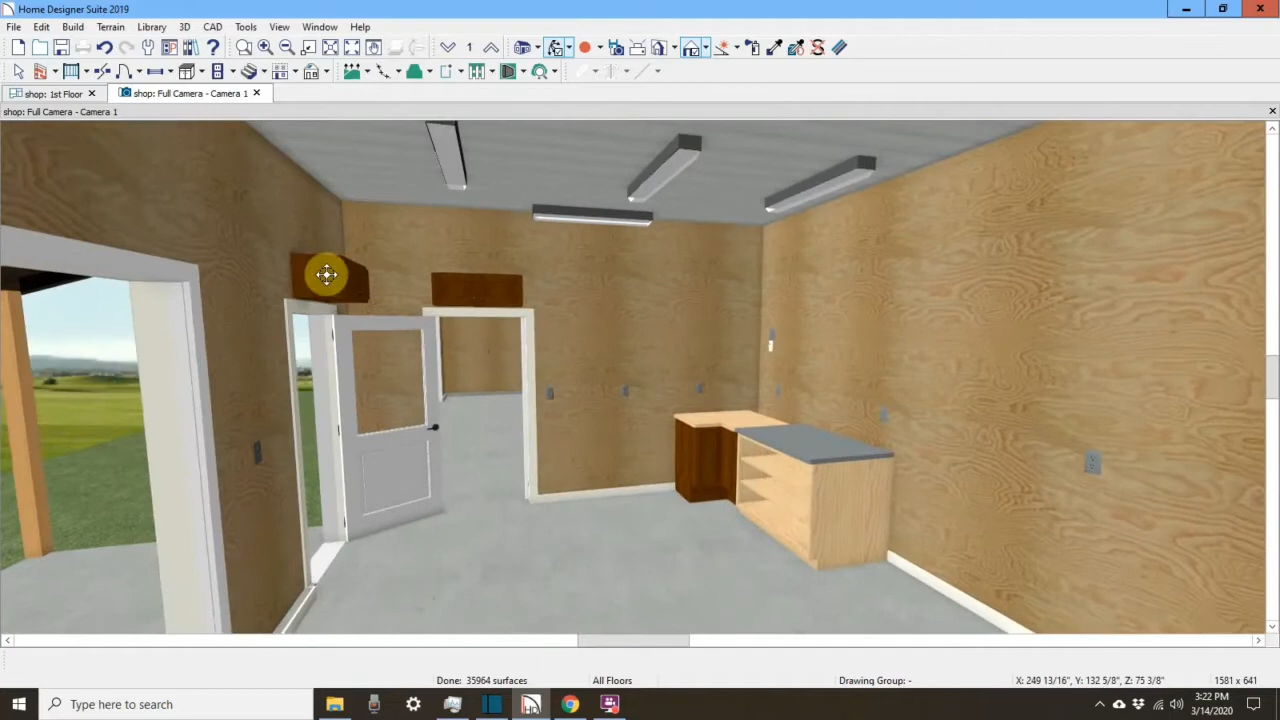 Home Designer Suite 2019
File Edit Build Terrain Library 3D CAD Tools View Window Help
1
shop: 1st Floor shop: Full Camera - Camera 1
shop: Full Camera - Camera 1
Done: 35964 surfaces All Floors Drawing Group: - X: 249 13/16", Y: 132 5/8", Z: 75 3/8" 1581 x 641
Type here to search
3:22 PM
3/14/2020